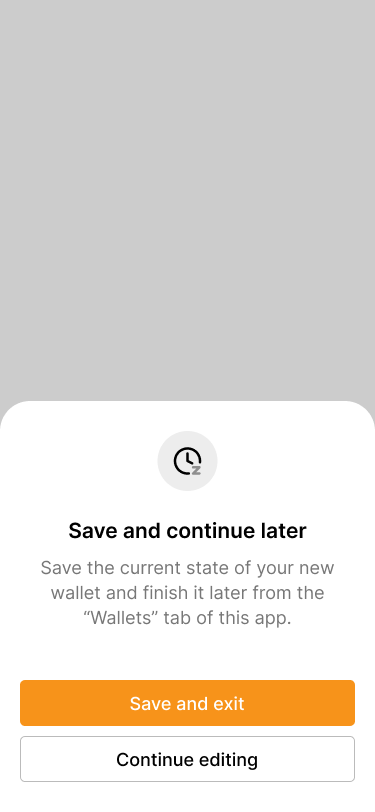 Save and continue later
Save the current state of your new
wallet and finish it later from the
“Wallets” tab of this app.
Save and exit
Continue editing